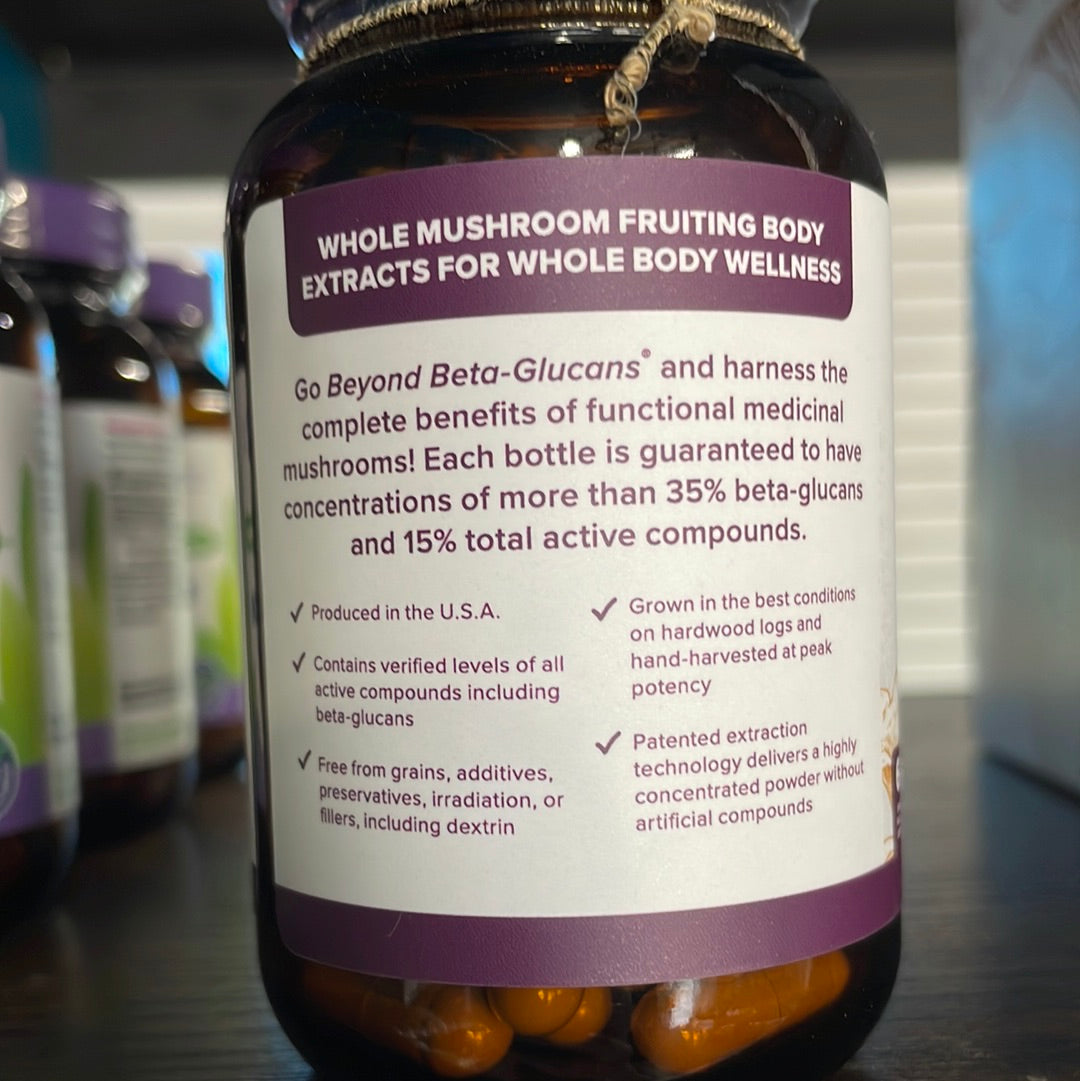 WHOLE MUSHROOM FRUITING BODY
EXTRACTS FOR WHOLE BODY WELLNESS
Go Beyond Beta-Glucans® and harness the
complete benefits of functional medicinal
mushrooms! Each bottle is guaranteed to have
concentrations of more than 35% beta-glucans
and 15% total active compounds.
✓ Produced in the U.S.A.
✓ Contains verified levels of all
active compounds including
beta-glucans
✓ Free from grains, additives,
preservatives, irradiation, or
fillers, including dextrin
✓ Grown in the best conditions
on hardwood logs and
hand-harvested at peak
potency
✓ Patented extraction
technology delivers a highly
concentrated powder without
artificial compounds